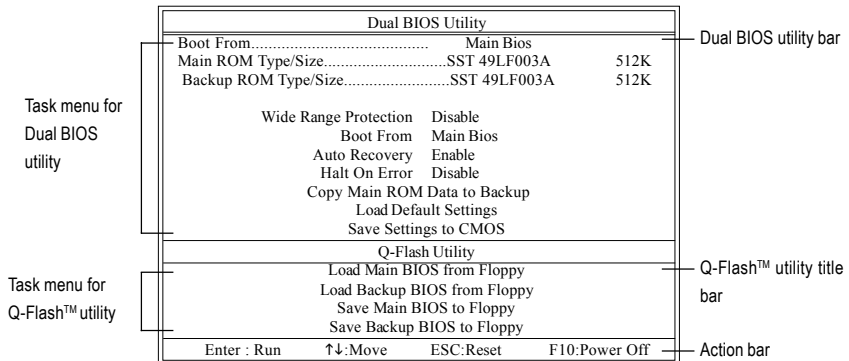 Dual BIOS Utility
Boot From.......................................... Main Bios
Main ROM Type/Size.............................SST 49LF003A 512K
Backup ROM Type/Size.........................SST 49LF003A 512K
Wide Range Protection Disable
Boot From Main Bios
Auto Recovery Enable
Halt On Error Disable
Copy Main ROM Data to Backup
Load Default Settings
Save Settings to CMOS
Q-Flash Utility
Load Main BIOS from Floppy
Load Backup BIOS from Floppy
Save Main BIOS to Floppy
Save Backup BIOS to Floppy
Enter : Run ↑↓:Move ESC:Reset F10:Power Off
Task menu for
Dual BIOS
utility
Task menu for
Q-Flash™ utility
Dual BIOS utility bar
Q-Flash™ utility title
bar
Action bar